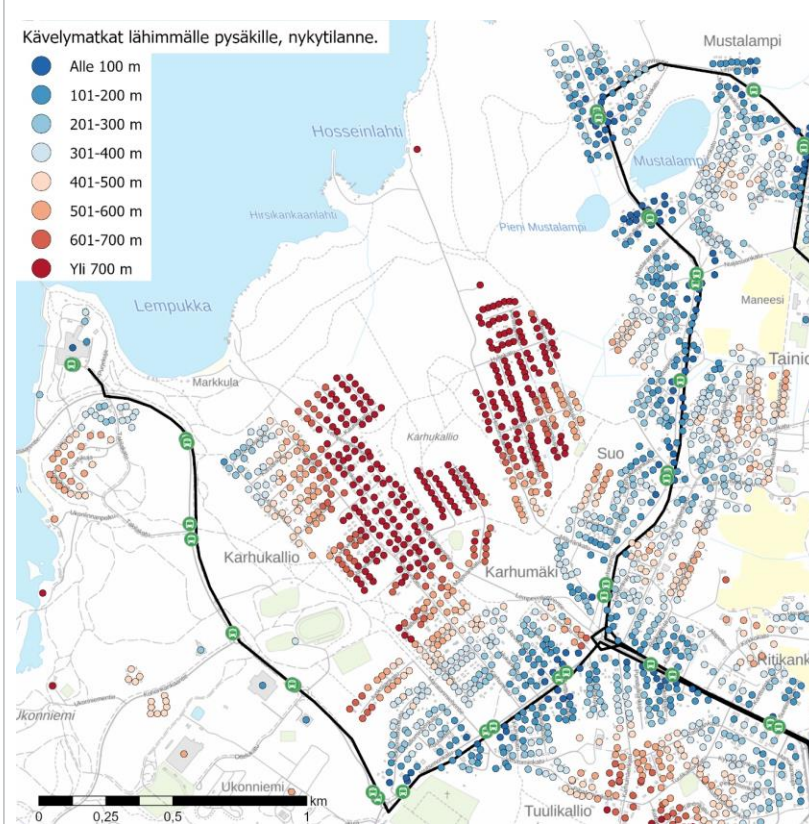 Kävelymatkat lähimmälle pysäkille, nykytilanne.
Alle 100 m
101-200 m
201-300 m
301-400 m
401-500 m
501-600 m
601-700 m
Yli 700 m
Mustalampi
Hosseinlahti
Mustalampi
Hirsikankaanlahti
Pieni Mustalampi
Maneesi
Lempukka
Tainio
Markkula
Karhukallio
Suo
Karhukallio
Karhumäki
Ritikank
Ukonniemi
Ukonniemi
0 0,25 0,5 1
km
Tuulikallio